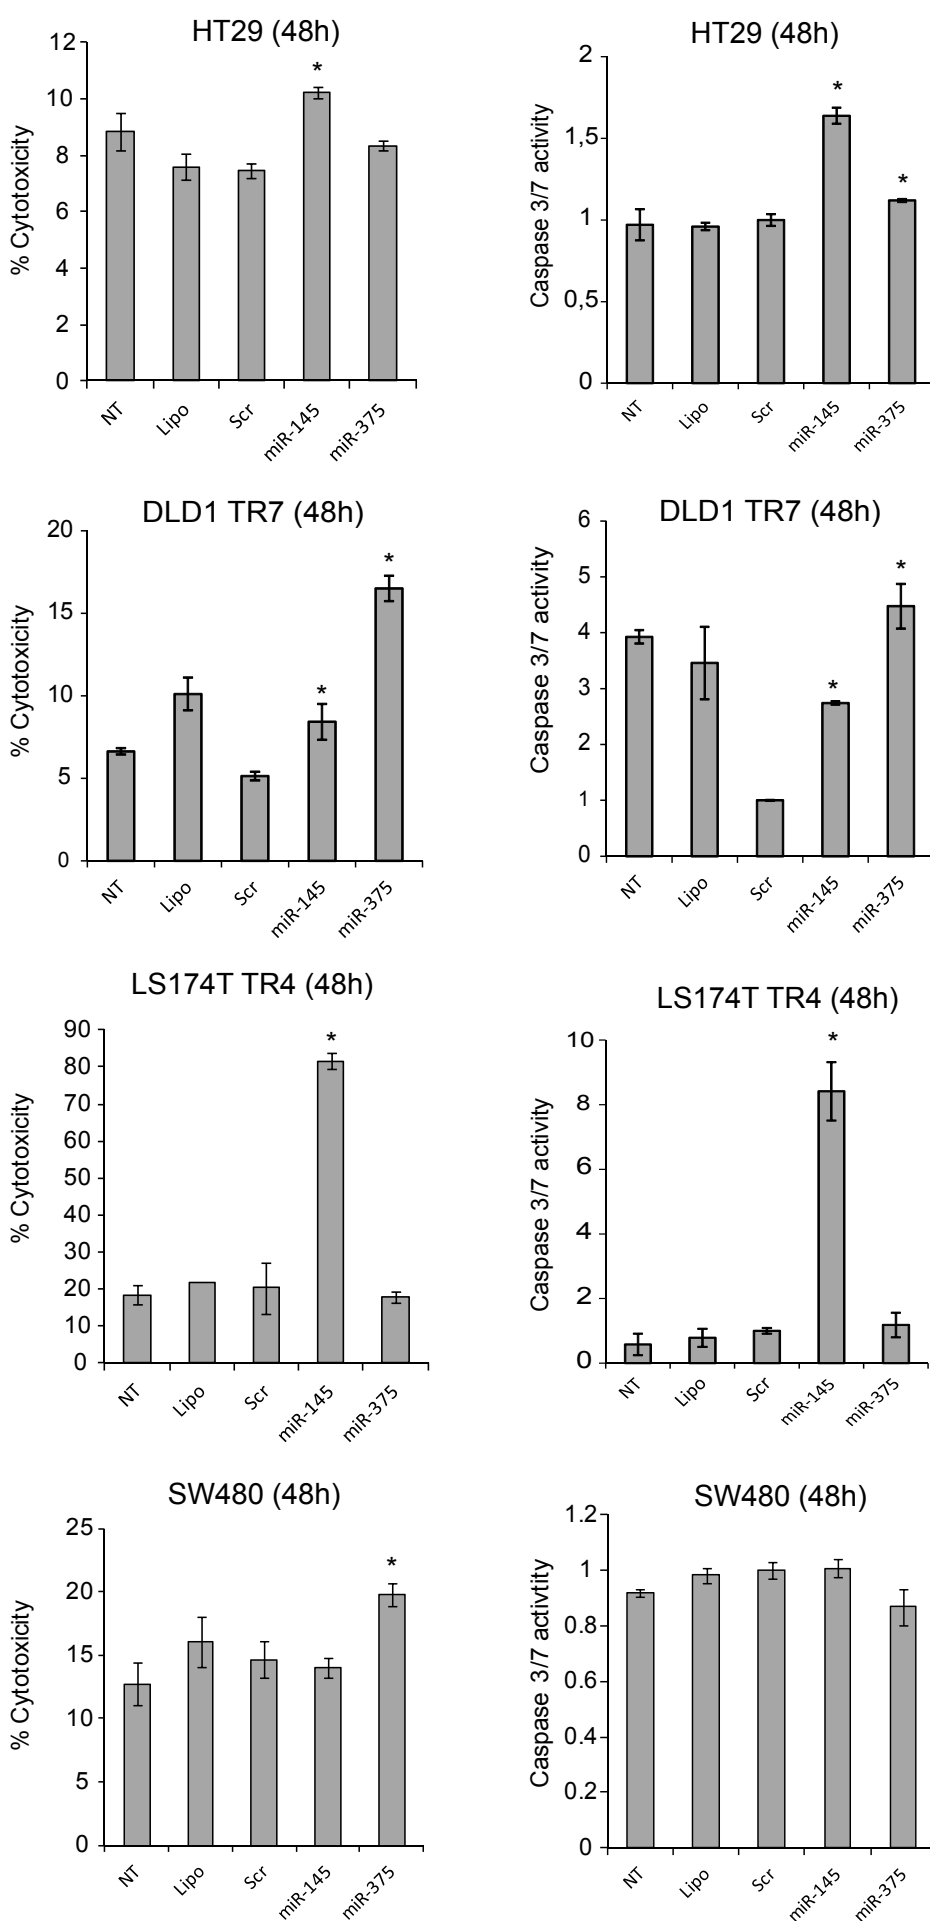 HT29 (48h)
% Cytotoxicity
12
10
8
6
4
2
0
*
NT
Lipo
Scr
miR-145
miR-375
HT29 (48h)
Caspase 3/7 activity
2
1,5
1
0,5
0
*
*
NT
Lipo
Scr
miR-145
miR-375
DLD1 TR7 (48h)
% Cytotoxicity
20
15
10
5
0
*
*
NT
Lipo
Scr
miR-145
miR-375
DLD1 TR7 (48h)
Caspase 3/7 activity
6
5
4
3
2
1
0
*
*
NT
Lipo
Scr
miR-145
miR-375
LS174T TR4 (48h)
% Cytotoxicity
90
80
70
60
50
40
30
20
10
0
*
NT
Lipo
Scr
miR-145
miR-375
LS174T TR4 (48h)
Caspase 3/7 activity
10
8
6
4
2
0
*
NT
Lipo
Scr
miR-145
miR-375
SW480 (48h)
% Cytotoxicity
25
20
15
10
5
0
*
NT
Lipo
Scr
miR-145
miR-375
SW480 (48h)
Caspase 3/7 activtity
1.2
1
0.8
0.6
0.4
0.2
0
NT
Lipo
Scr
miR-145
miR-375